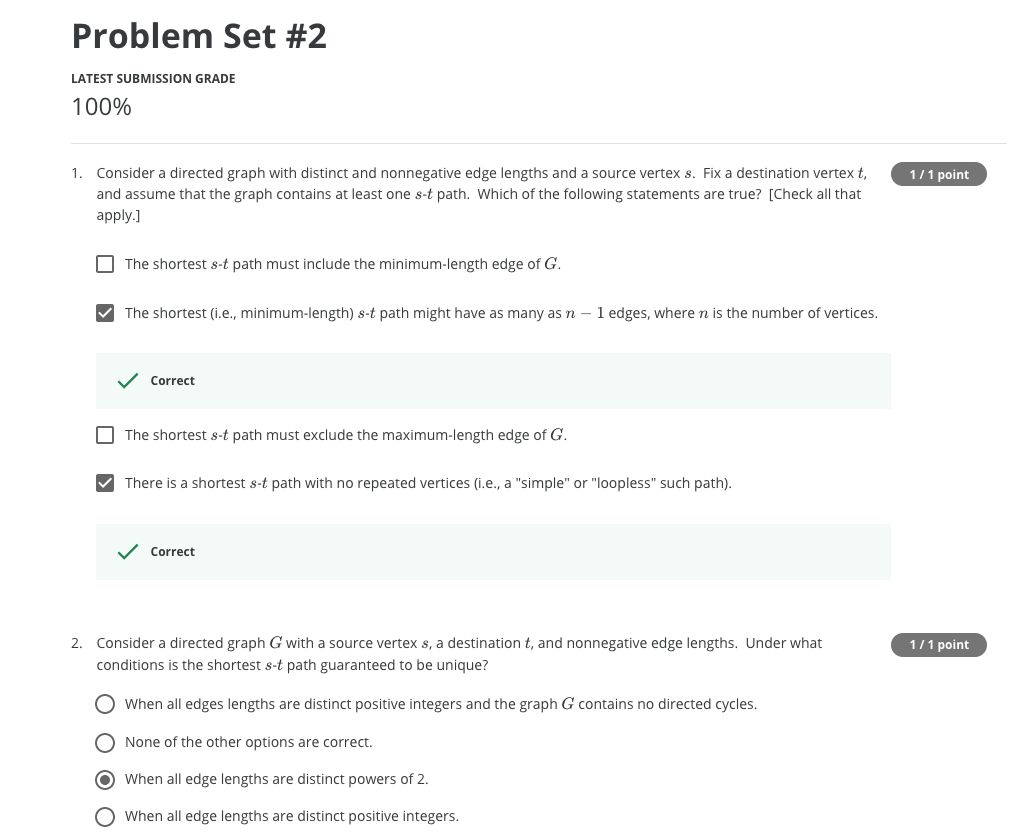 Problem Set #2
LATEST SUBMISSION GRADE
100%
1. Consider a directed graph with distinct and nonnegative edge lengths and a source vertex s. Fix a destination vertex t,
and assume that the graph contains at least one s-t path. Which of the following statements are true? [Check all that
apply.]
1 / 1 point
The shortest s-t path must include the minimum-length edge of G.
The shortest (i.e., minimum-length) s-t path might have as many as n − 1 edges, where n is the number of vertices.
Correct
The shortest s-t path must exclude the maximum-length edge of G.
There is a shortest s-t path with no repeated vertices (i.e., a "simple" or "loopless" such path).
Correct
2. Consider a directed graph G with a source vertex s, a destination t, and nonnegative edge lengths. Under what
conditions is the shortest s-t path guaranteed to be unique?
1 / 1 point
When all edges lengths are distinct positive integers and the graph G contains no directed cycles.
None of the other options are correct.
When all edge lengths are distinct powers of 2.
When all edge lengths are distinct positive integers.